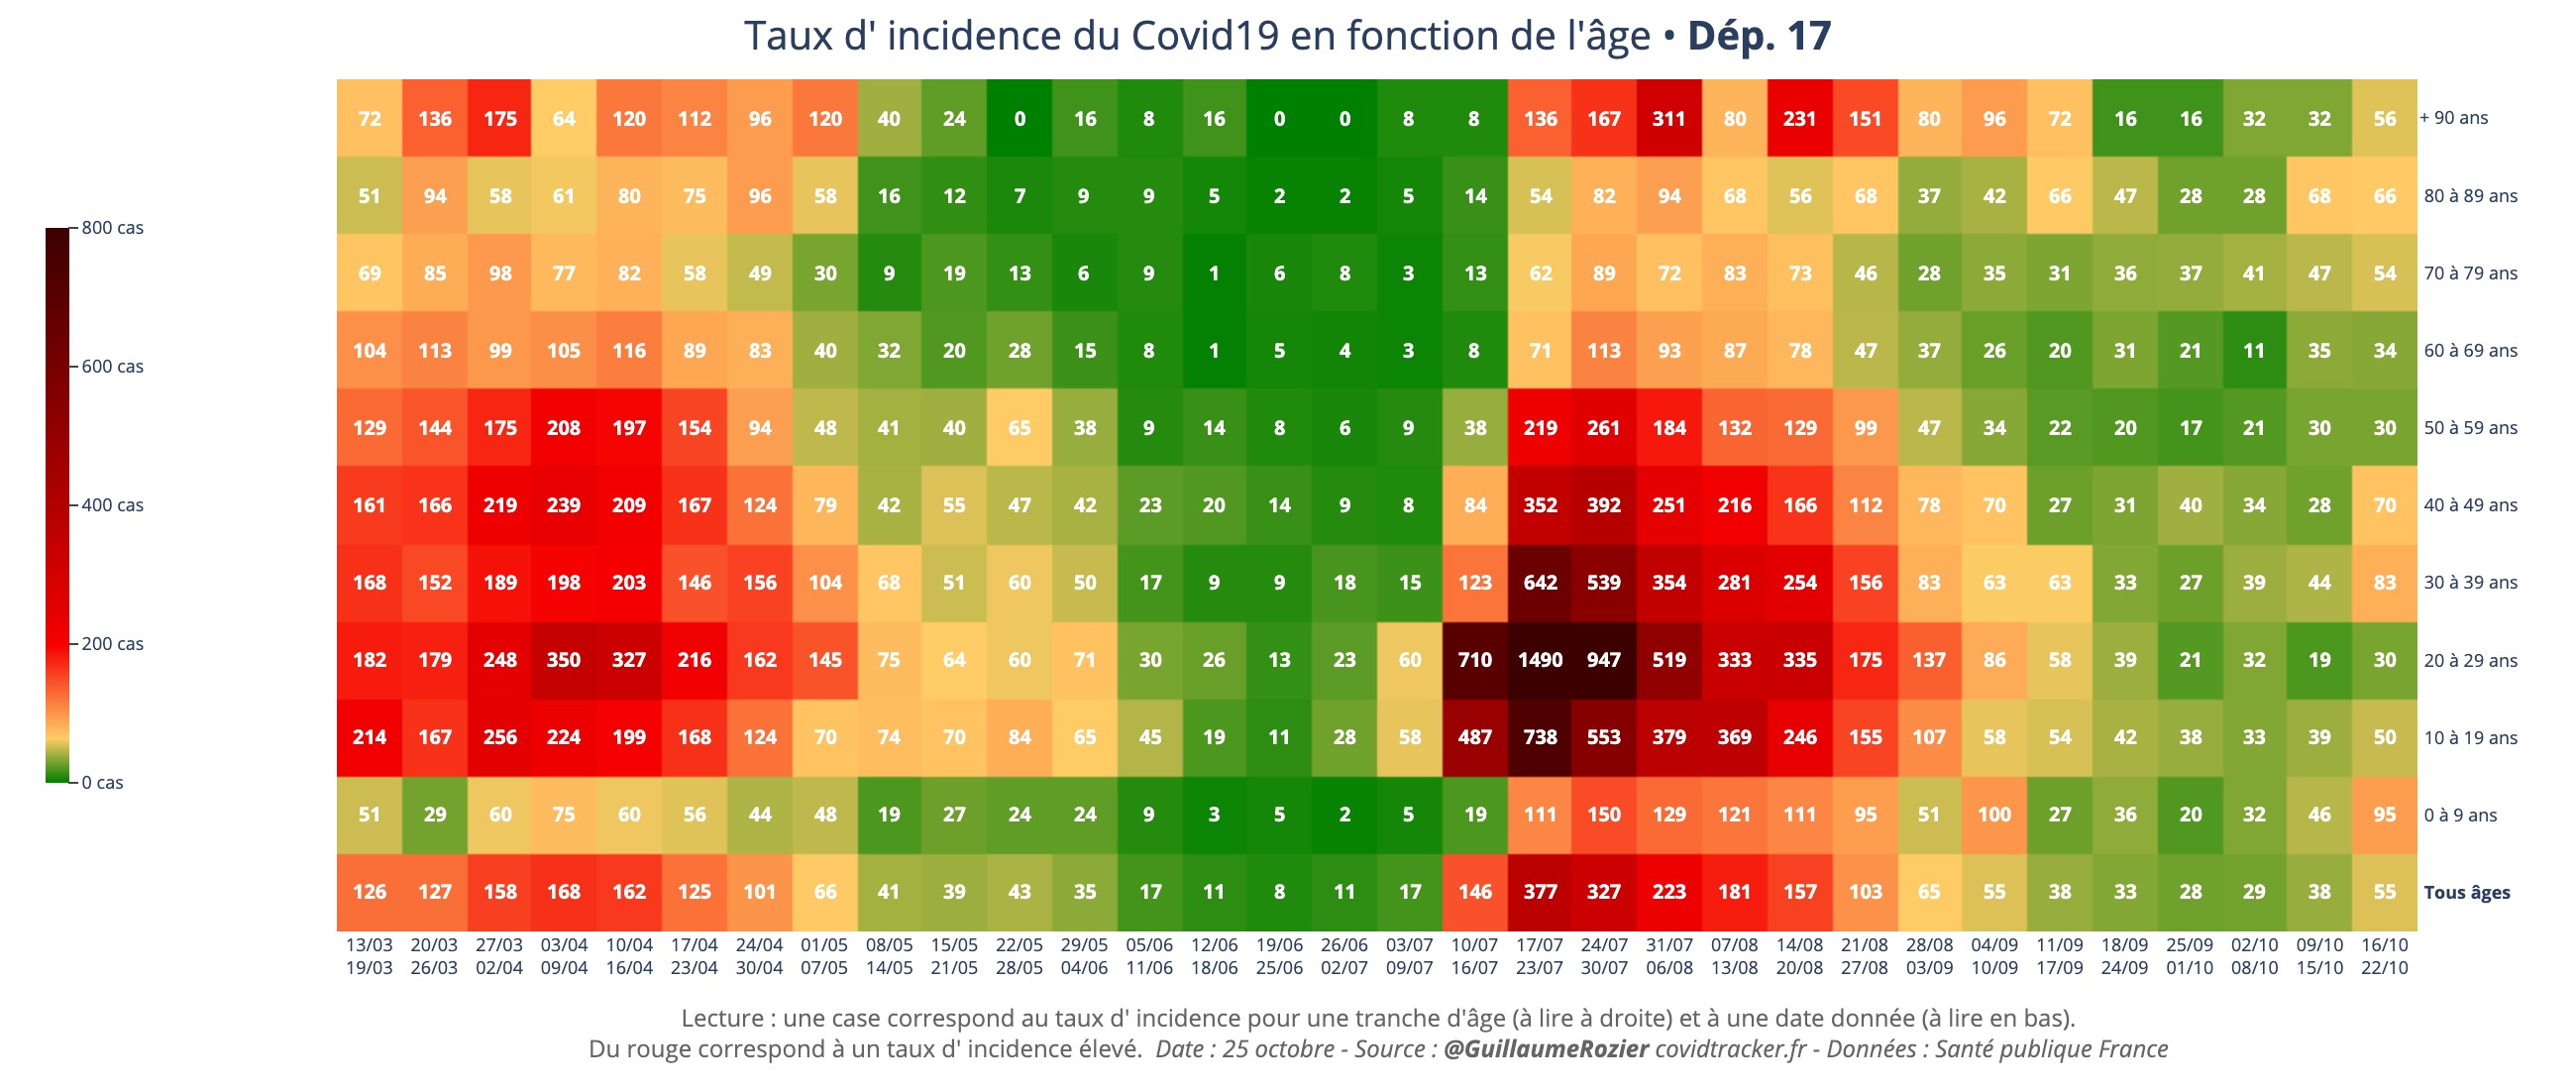 Taux d' incidence du Covid19 en fonction de l'âge • Dép. 17
800 cas
600 cas
400 cas
200 cas
0 cas
72 136 175 64 120 112 96 120 40 24 0 16 8 16 0 0 8 8 136 167 311 80 231 151 80 96 72 16 16 32 32 56 + 90 ans
51 94 58 61 80 75 96 58 16 12 7 9 9 5 2 2 5 14 54 82 94 68 56 68 37 42 66 47 28 28 68 66 80 à 89 ans
69 85 98 77 82 58 49 30 9 19 13 6 9 1 6 8 3 13 62 89 72 83 73 46 28 35 31 36 37 41 47 54 70 à 79 ans
104 113 99 105 116 89 83 40 32 20 28 15 8 1 5 4 3 8 71 113 93 87 78 47 37 26 20 31 21 11 35 34 60 à 69 ans
129 144 175 208 197 154 94 48 41 40 65 38 9 14 8 6 9 38 219 261 184 132 129 99 47 34 22 20 17 21 30 30 50 à 59 ans
161 166 219 239 209 167 124 79 42 55 47 42 23 20 14 9 8 84 352 392 251 216 166 112 78 70 27 31 40 34 28 70 40 à 49 ans
168 152 189 198 203 146 156 104 68 51 60 50 17 9 9 18 15 123 642 539 354 281 254 156 83 63 63 33 27 39 44 83 30 à 39 ans
182 179 248 350 327 216 162 145 75 64 60 71 30 26 13 23 60 710 1490 947 519 333 335 175 137 86 58 39 21 32 19 30 20 à 29 ans
214 167 256 224 199 168 124 70 74 70 84 65 45 19 11 28 58 487 738 553 379 369 246 155 107 58 54 42 38 33 39 50 10 à 19 ans
51 29 60 75 60 56 44 48 19 27 24 24 9 3 5 2 5 19 111 150 129 121 111 95 51 100 27 36 20 32 46 95 0 à 9 ans
126 127 158 168 162 125 101 66 41 39 43 35 17 11 8 11 17 146 377 327 223 181 157 103 65 55 38 33 28 29 38 55 Tous âges
13/03 20/03 27/03 03/04 10/04 17/04 24/04 01/05 08/05 15/05 22/05 29/05 05/06 12/06 19/06 26/06 03/07 10/07 17/07 24/07 31/07 07/08 14/08 21/08 28/08 04/09 11/09 18/09 25/09 02/10 09/10 16/10
19/03 26/03 02/04 09/04 16/04 23/04 30/04 07/05 14/05 21/05 28/05 04/06 11/06 18/06 25/06 02/07 09/07 16/07 23/07 30/07 06/08 13/08 20/08 27/08 03/09 10/09 17/09 24/09 01/10 08/10 15/10 22/10
Lecture : une case correspond au taux d' incidence pour une tranche d'âge (à lire à droite) et à une date donnée (à lire en bas).
Du rouge correspond à un taux d' incidence élevé. Date : 25 octobre - Source : @GuillaumeRozier covidtracker.fr - Données : Santé publique France